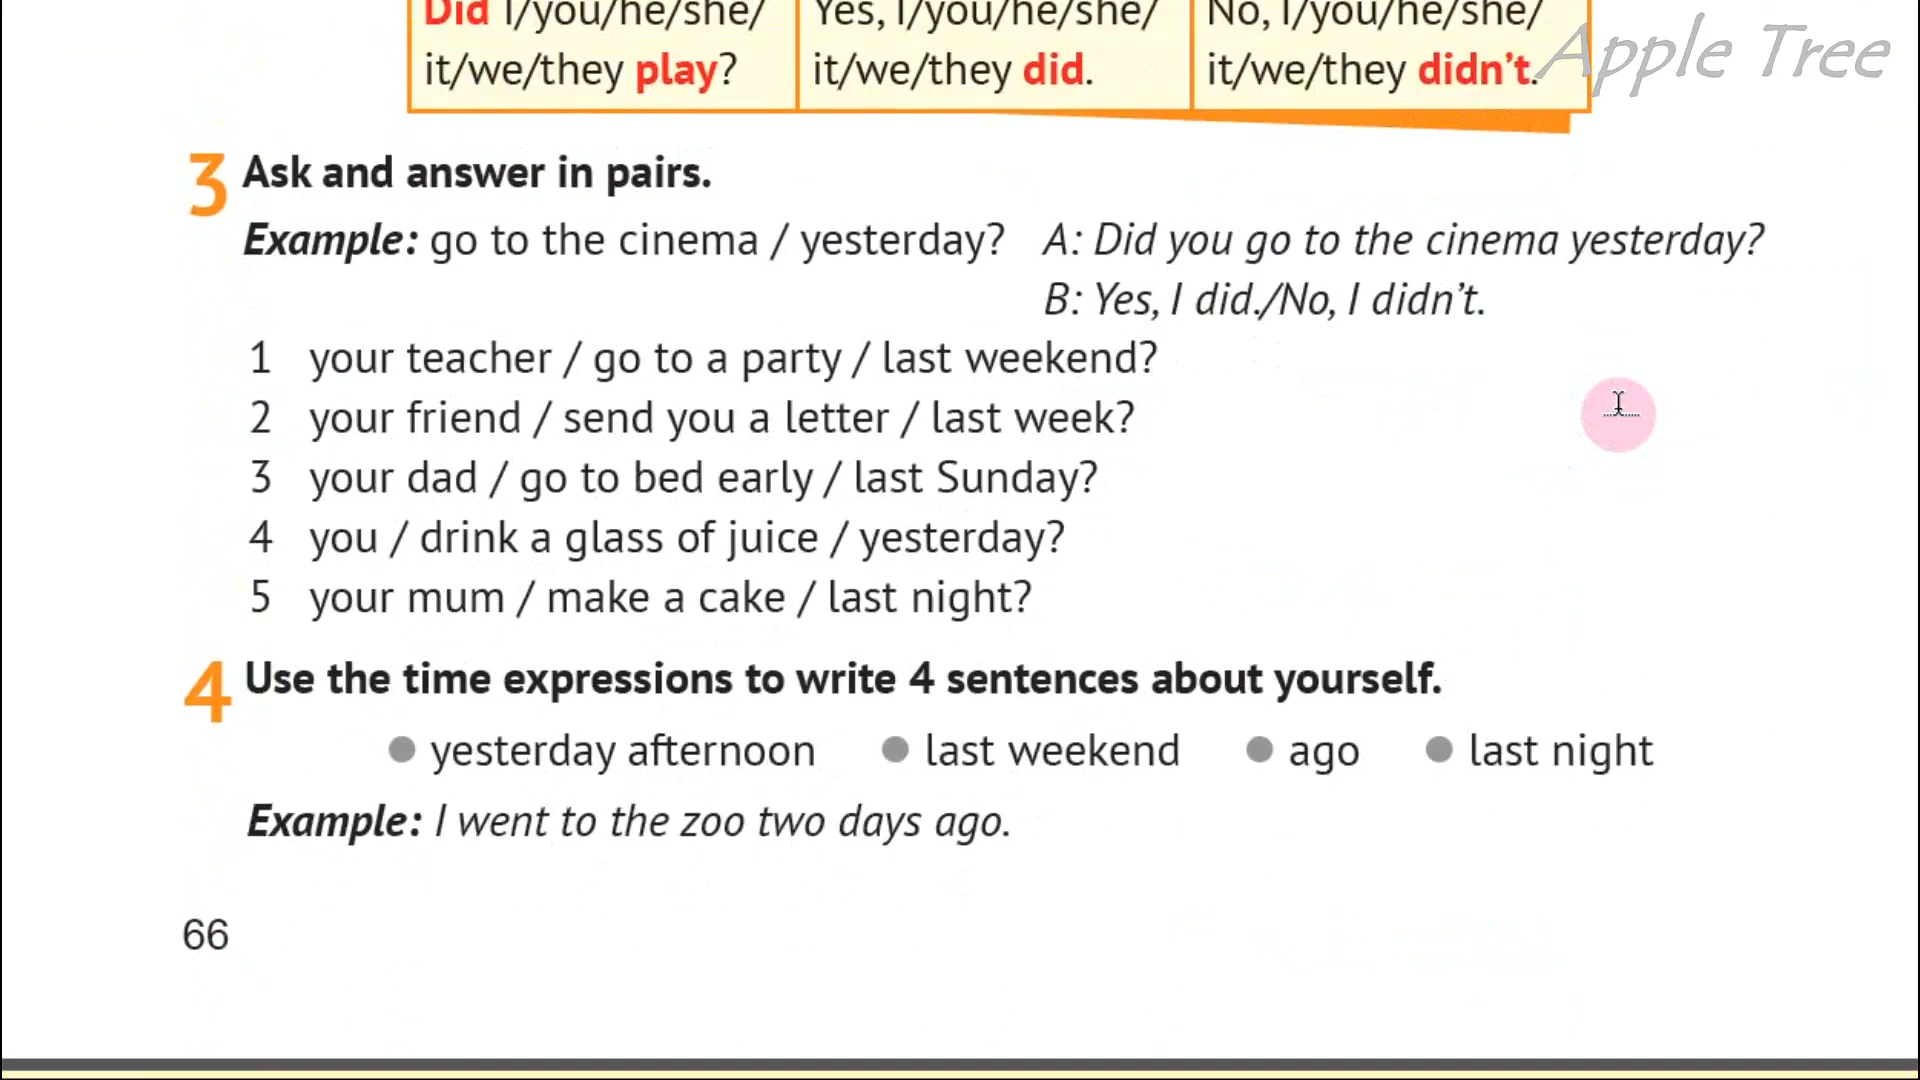 Did I/you/he/she/ Yes, I/you/he/she/ No, I/you/he/she/
it/we/they play? it/we/they did. it/we/they didn't.
Apple Tree
3 Ask and answer in pairs.
Example: go to the cinema / yesterday? A: Did you go to the cinema yesterday?
B: Yes, I did./No, I didn't.
1 your teacher / go to a party / last weekend?
2 your friend / send you a letter / last week?
3 your dad / go to bed early / last Sunday?
4 you / drink a glass of juice / yesterday?
5 your mum / make a cake / last night?
4 Use the time expressions to write 4 sentences about yourself.
● yesterday afternoon ● last weekend ● ago ● last night
Example: I went to the zoo two days ago.
66